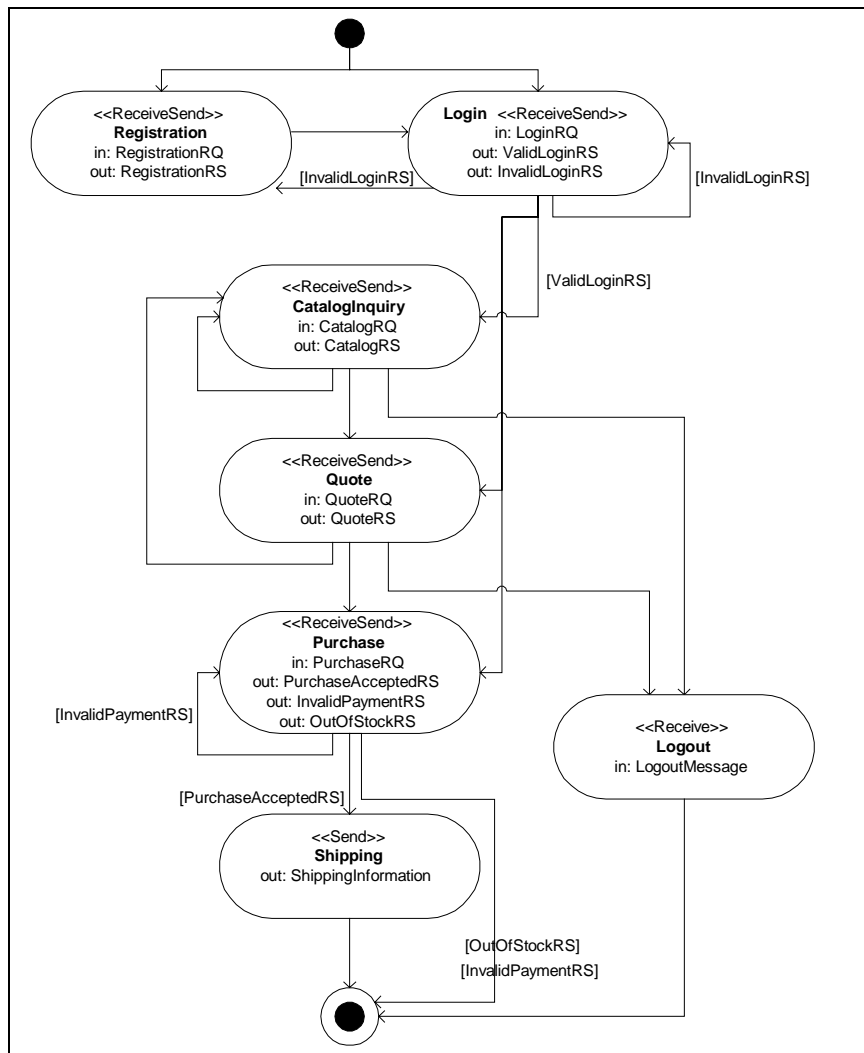 <<ReceiveSend>>
Registration
in: RegistrationRQ
out: RegistrationRS
Login <<ReceiveSend>>
in: LoginRQ
out: ValidLoginRS
out: InvalidLoginRS
[InvalidLoginRS]
[InvalidLoginRS]
[ValidLoginRS]
<<ReceiveSend>>
CatalogInquiry
in: CatalogRQ
out: CatalogRS
<<ReceiveSend>>
Quote
in: QuoteRQ
out: QuoteRS
<<ReceiveSend>>
Purchase
in: PurchaseRQ
out: PurchaseAcceptedRS
out: InvalidPaymentRS
out: OutOfStockRS
[InvalidPaymentRS]
<<Receive>>
Logout
in: LogoutMessage
[PurchaseAcceptedRS]
<<Send>>
Shipping
out: ShippingInformation
[OutOfStockRS]
[InvalidPaymentRS]